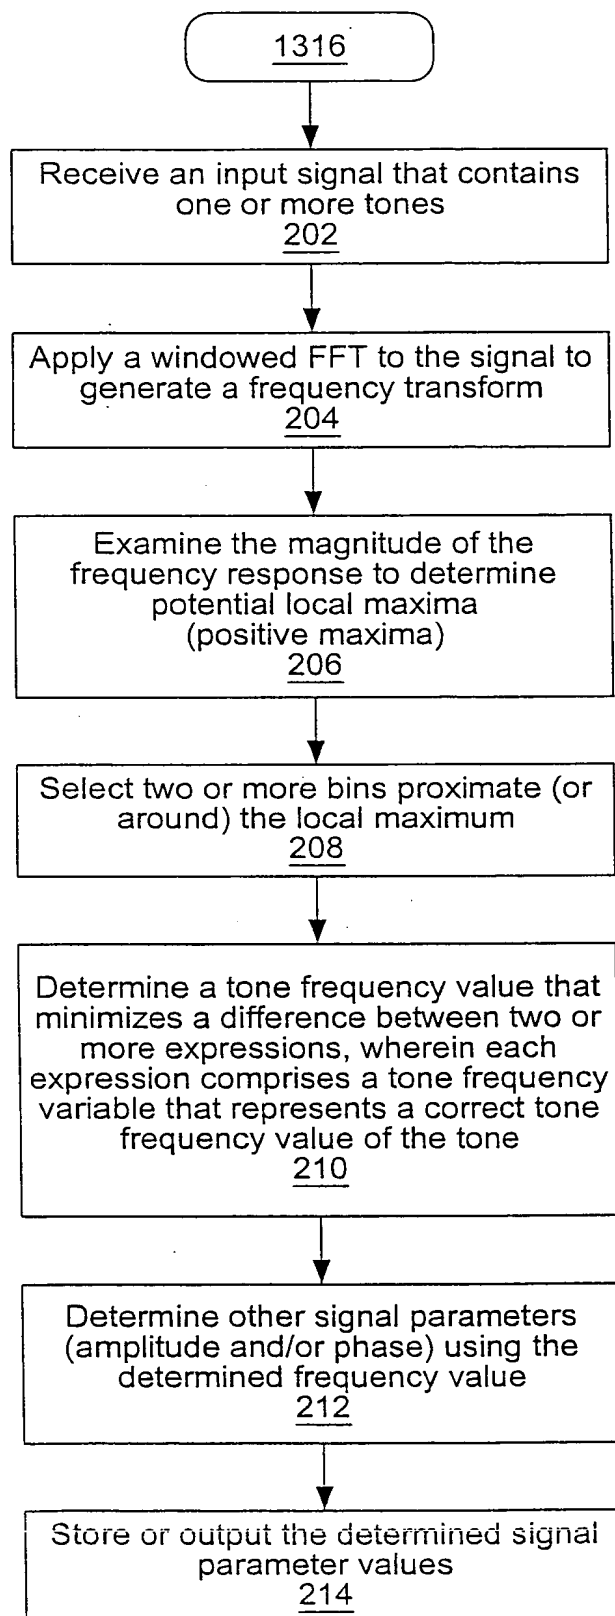 1316
Receive an input signal that contains
one or more tones
202
Apply a windowed FFT to the signal to
generate a frequency transform
204
Examine the magnitude of the
frequency response to determine
potential local maxima
(positive maxima)
206
Select two or more bins proximate (or
around) the local maximum
208
Determine a tone frequency value that
minimizes a difference between two or
more expressions, wherein each
expression comprises a tone frequency
variable that represents a correct tone
frequency value of the tone
210
Determine other signal parameters
(amplitude and/or phase) using the
determined frequency value
212
Store or output the determined signal
parameter values
214